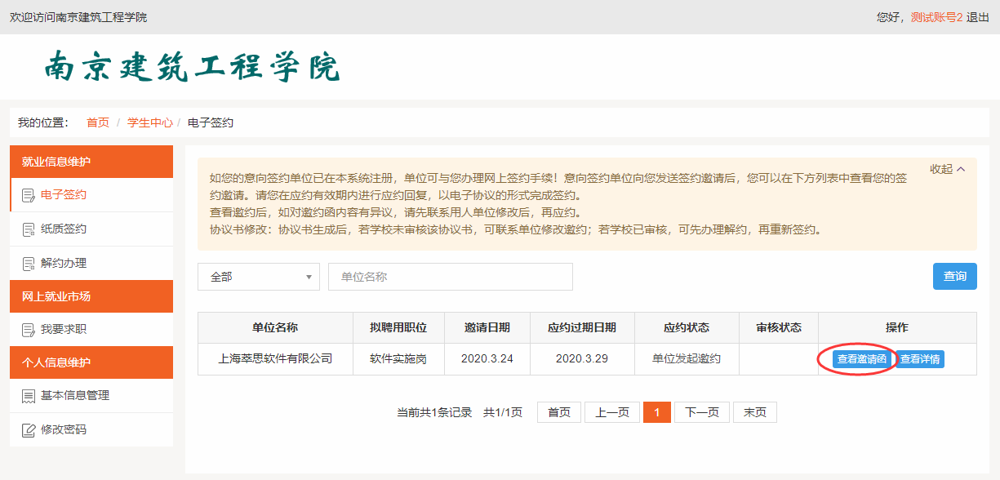 欢迎访问南京建筑工程学院
您好，测试账号2 退出
南京建筑工程学院
我的位置： 首页 / 学生中心 / 电子签约
就业信息维护
电子签约
纸质签约
解约办理
网上就业市场
我要求职
个人信息维护
基本信息管理
修改密码
收起
如您的意向签约单位已在本系统注册，单位可与您办理网上签约手续！意向签约单位向您发送签约邀请后，您可以在下方列表中查看您的签
约邀请。请您在应约有效期内进行应约回复，以电子协议的形式完成签约。
查看邀约后，如对邀约函内容有异议，请先联系用人单位修改后，再应约。
协议书修改：协议书生成后，若学校未审核该协议书，可联系单位修改邀约；若学校已审核，可先办理解约，再重新签约。
全部 单位名称 查询
单位名称 拟聘用职位 邀请日期 应约过期日期 应约状态 审核状态 操作
上海萃思软件有限公司 软件实施岗 2020.3.24 2020.3.29 单位发起邀约 查看邀请函 查看详情
当前共1条记录 共1/1页 首页 上一页 1 下一页 末页